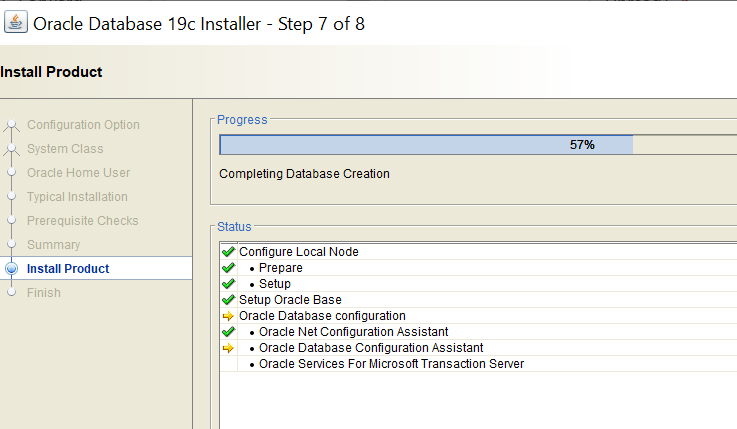 Oracle Database 19c Installer - Step 7 of 8
Install Product
Configuration Option
System Class
Oracle Home User
Typical Installation
Prerequisite Checks
Summary
Install Product
Finish
Progress
57%
Completing Database Creation
Status
Configure Local Node
• Prepare
• Setup
Setup Oracle Base
Oracle Database configuration
• Oracle Net Configuration Assistant
• Oracle Database Configuration Assistant
• Oracle Services For Microsoft Transaction Server